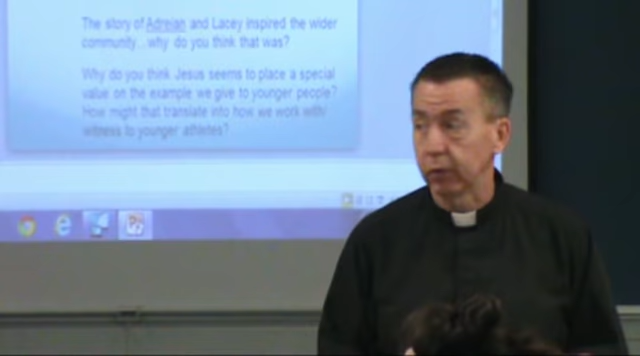 The story of Adreian and Lacey inspired the wider
community...why do you think that was?
Why do you think Jesus seems to place a special
value on the example we give to younger people?
How might that translate into how we work with/
witness to younger athletes?